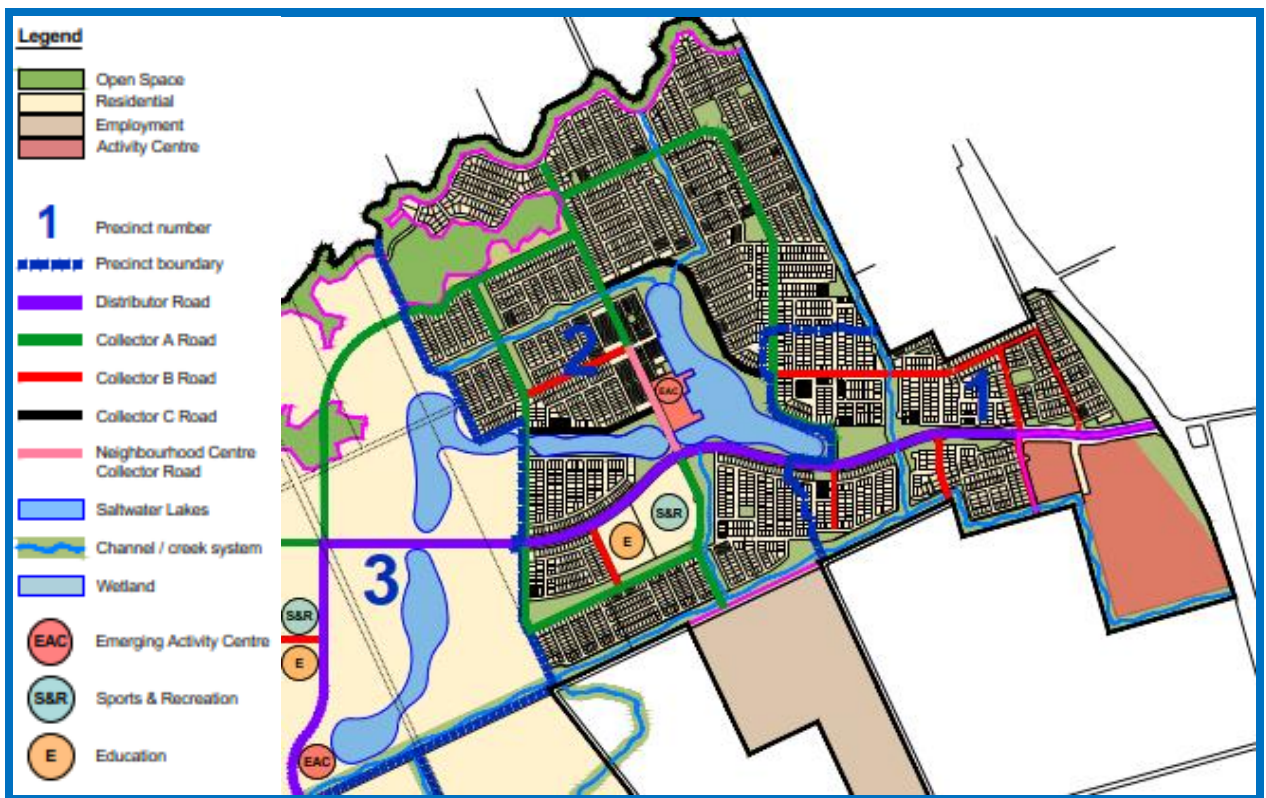 Legend
Open Space
Residential
Employment
Activity Centre
1 Precinct number
Precinct boundary
Distributor Road
Collector A Road
Collector B Road
Collector C Road
Neighbourhood Centre
Collector Road
Saltwater Lakes
Channel / creek system
Wetland
EAC Emerging Activity Centre
S&R Sports & Recreation
E Education
2
EAC
1
S&R
E
3
S&R
E
EAC